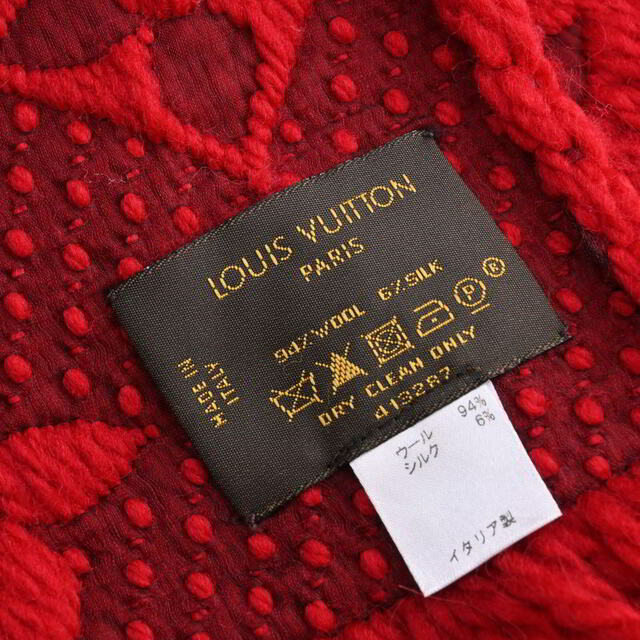 LOUIS VUITTON
PARIS
94% WOOL 6% SILK
MADE IN
ITALY
DRY CLEAN ONLY
413287
ウール 94%
シルク 6%
イタリア製